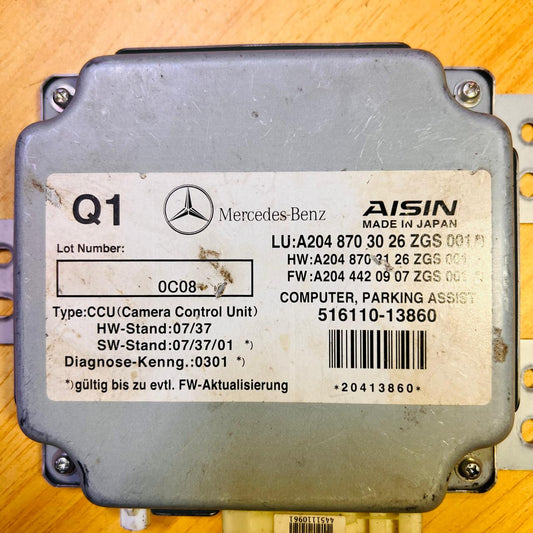 Q1
Mercedes-Benz
AISIN
MADE IN JAPAN
Lot Number:
0C08
LU:A204 870 30 26 ZGS 001 *)
HW:A204 870 31 26 ZGS 001
FW:A204 442 09 07 ZGS 001 *)
COMPUTER, PARKING ASSIST
516110-13860
Type:CCU(Camera Control Unit)
HW-Stand:07/37
SW-Stand:07/37/01 *)
Diagnose-Kenng.:0301 *)
*)gültig bis zu evtl. FW-Aktualisierung
*20413860*
4451110961